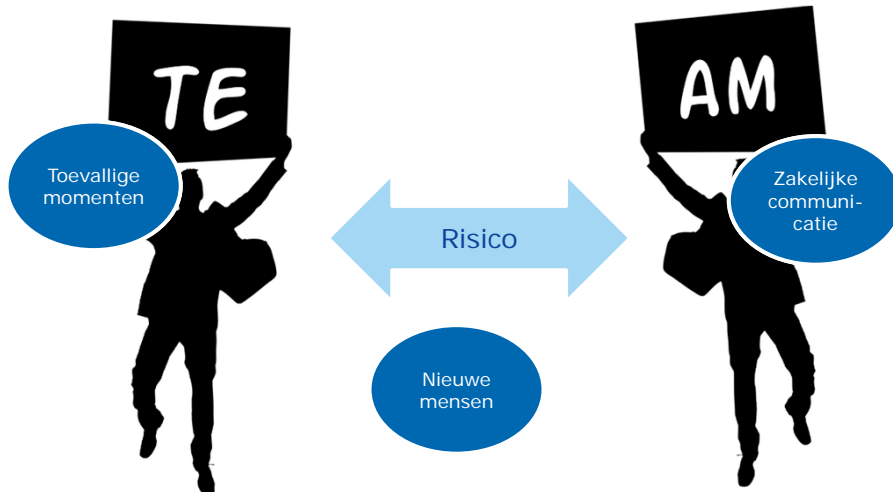 TE
AM
Toevallige
momenten
Zakelijke
communi-
catie
Risico
Nieuwe
mensen